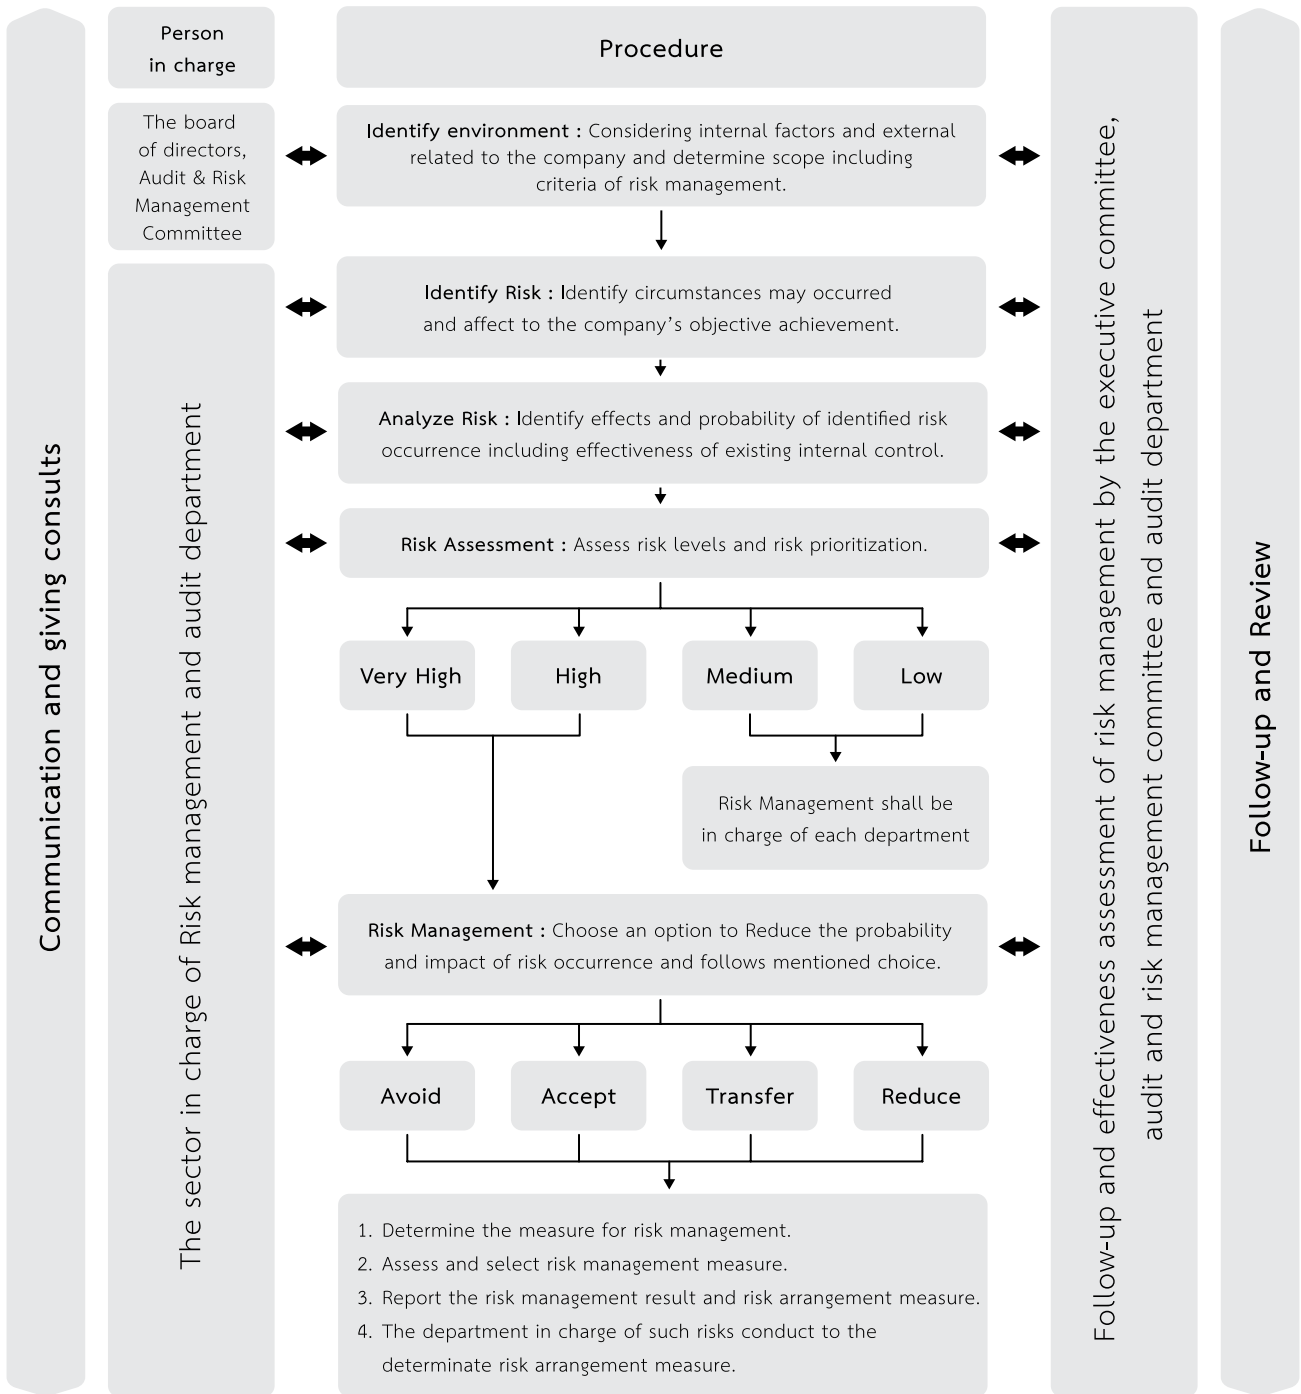 Communication and giving consults
Person
in charge
The board
of directors,
Audit & Risk
Management
Committee
The sector in charge of Risk management and audit department
Procedure
Identify environment : Considering internal factors and external
related to the company and determine scope including
criteria of risk management.
Identify Risk : Identify circumstances may occurred
and affect to the company's objective achievement.
Analyze Risk : Identify effects and probability of identified risk
occurrence including effectiveness of existing internal control.
Risk Assessment : Assess risk levels and risk prioritization.
Very High
High
Medium
Low
Risk Management shall be
in charge of each department
Risk Management : Choose an option to Reduce the probability
and impact of risk occurrence and follows mentioned choice.
Avoid
Accept
Transfer
Reduce
1. Determine the measure for risk management.
2. Assess and select risk management measure.
3. Report the risk management result and risk arrangement measure.
4. The department in charge of such risks conduct to the
determinate risk arrangement measure.
Follow-up and effectiveness assessment of risk management by the executive committee,
audit and risk management committee and audit department
Follow-up and Review